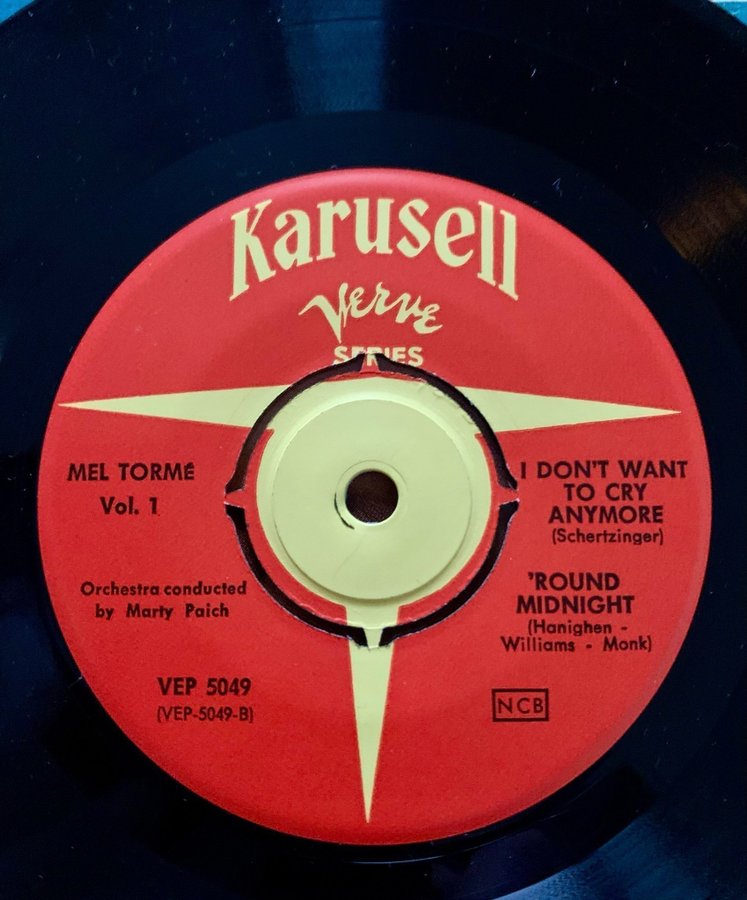 Karusell
Verve
SERIES
MEL TORMÉ
Vol. 1
Orchestra conducted
by Marty Paich
VEP 5049
(VEP-5049-B)
I DON'T WANT
TO CRY
ANYMORE
(Schertzinger)
'ROUND
MIDNIGHT
(Hanighen -
Williams - Monk)
NCB